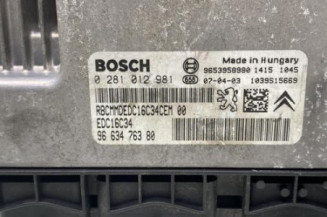 BOSCH
Made in Hungary
9653958980 1415 1045
0 281 012 981
07-04-03 1039S15669
RBCMMDEDC16C34CEM 00
EDC16C34
96 634 763 80